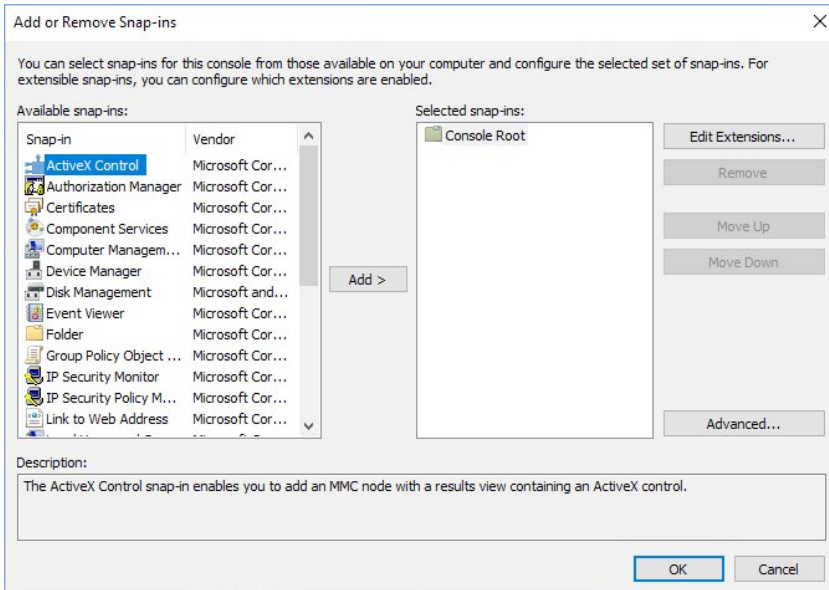 Add or Remove Snap-ins
You can select snap-ins for this console from those available on your computer and configure the selected set of snap-ins. For
extensible snap-ins, you can configure which extensions are enabled.
Available snap-ins:
Snap-in Vendor
ActiveX Control Microsoft Cor...
Authorization Manager Microsoft Cor...
Certificates Microsoft Cor...
Component Services Microsoft Cor...
Computer Managem... Microsoft Cor...
Device Manager Microsoft Cor...
Disk Management Microsoft and...
Event Viewer Microsoft Cor...
Folder Microsoft Cor...
Group Policy Object ... Microsoft Cor...
IP Security Monitor Microsoft Cor...
IP Security Policy M... Microsoft Cor...
Link to Web Address Microsoft Cor...
Add >
Selected snap-ins:
Console Root
Edit Extensions...
Remove
Move Up
Move Down
Advanced...
Description:
The ActiveX Control snap-in enables you to add an MMC node with a results view containing an ActiveX control.
OK
Cancel